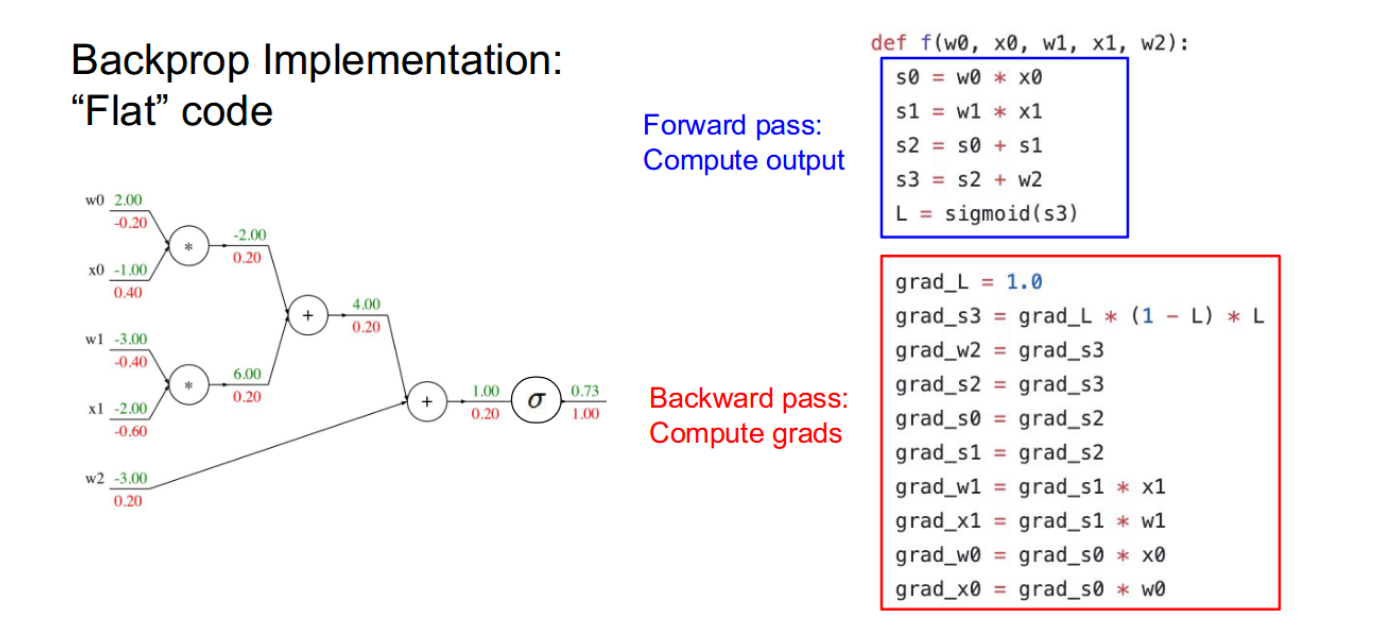 Backprop Implementation:
“Flat” code
w0 2.00
-0.20
x0 -1.00
0.40
*
-2.00
0.20
w1 -3.00
-0.40
x1 -2.00
-0.60
*
6.00
0.20
+
4.00
0.20
w2 -3.00
0.20
+
1.00
0.20
σ
0.73
1.00
Forward pass:
Compute output
def f(w0, x0, w1, x1, w2):
s0 = w0 * x0
s1 = w1 * x1
s2 = s0 + s1
s3 = s2 + w2
L = sigmoid(s3)
Backward pass:
Compute grads
grad_L = 1.0
grad_s3 = grad_L * (1 - L) * L
grad_w2 = grad_s3
grad_s2 = grad_s3
grad_s0 = grad_s2
grad_s1 = grad_s2
grad_w1 = grad_s1 * x1
grad_x1 = grad_s1 * w1
grad_w0 = grad_s0 * x0
grad_x0 = grad_s0 * w0